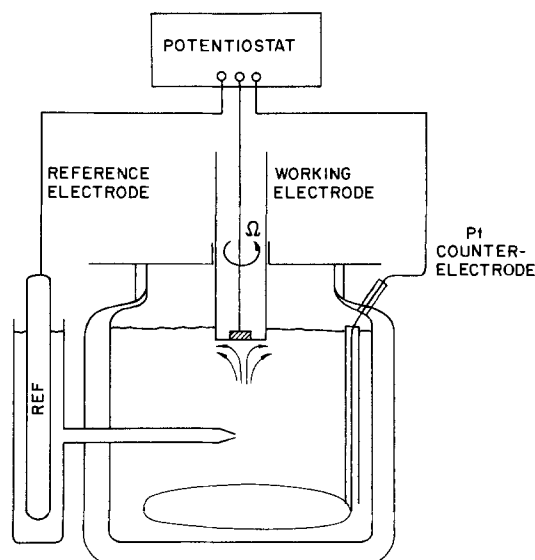 POTENTIOSTAT
REFERENCE
ELECTRODE
WORKING
ELECTRODE
Ω
Pt
COUNTER-
ELECTRODE
REF